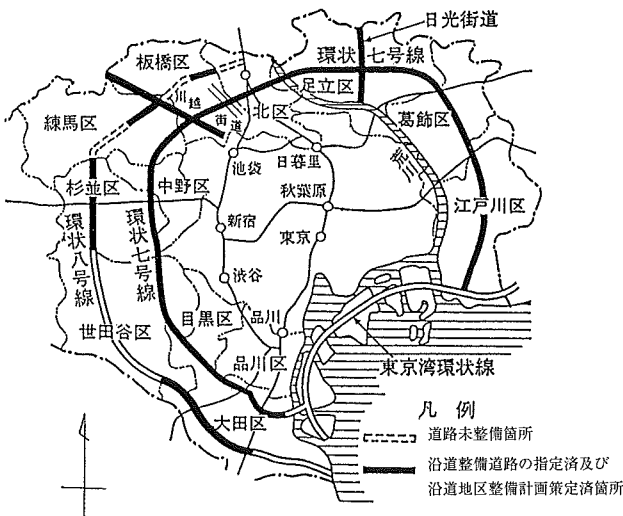 日光街道
環状七号線
板橋区
足立区
川越街道
北区
葛飾区
練馬区
荒川
池袋
日暮里
杉並区
中野区
秋葉原
江戸川区
新宿
東京
環状八号線
環状七号線
渋谷
目黒区
品川
世田谷区
品川区
東京湾環状線
大田区
凡例
道路未整備箇所
沿道整備道路の指定済及び
沿道地区整備計画策定済箇所